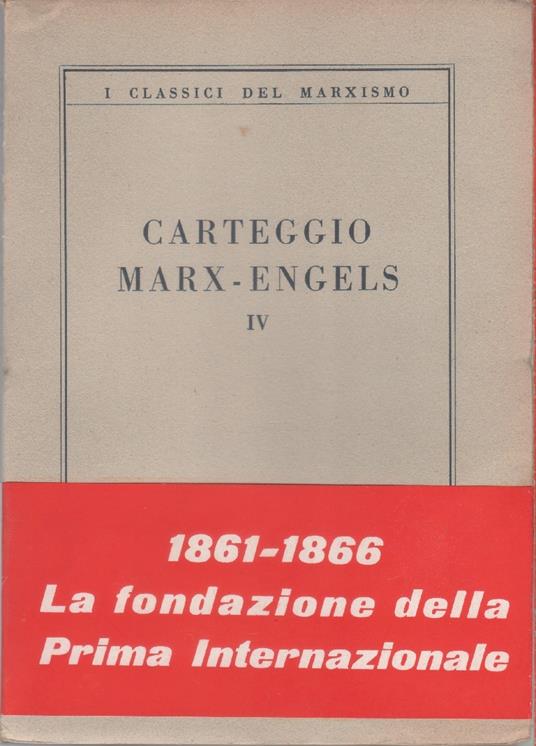 I CLASSICI DEL MARXISMO
CARTEGGIO
MARX-ENGELS
IV
1861-1866
La fondazione della
Prima Internazionale